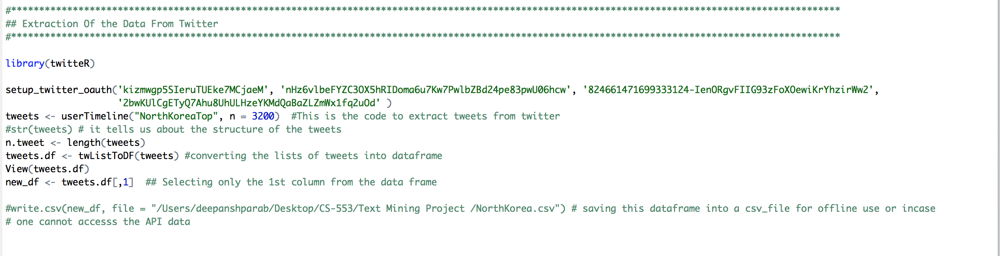 #****************************************************************************************************************************************************
## Extraction Of the Data From Twitter
#****************************************************************************************************************************************************
library(twitteR)
setup_twitter_oauth('kizmwgp5SIeruTUEke7MCjaeM', 'nHz6vlbeFYZC3OX5hRIDoma6u7Kw7PwlbZBd24pe83pwU06hcw', '824661471699333124-IenORgvFIIG93zFoXOewiKrYhzirWw2',
'2bwKUlCgETyQ7Ahu8UhULHzeYKMdQaBaZLZmWx1fq2uOd' )
tweets <- userTimeline("NorthKoreaTop", n = 3200)  #This is the code to extract tweets from twitter
#str(tweets) # it tells us about the structure of the tweets
n.tweet <- length(tweets)
tweets.df <- twListToDF(tweets) #converting the lists of tweets into dataframe
View(tweets.df)
new_df <- tweets.df[,1]  ## Selecting only the 1st column from the data frame
#write.csv(new_df, file = "/Users/deepanshparab/Desktop/CS-553/Text Mining Project /NorthKorea.csv") # saving this dataframe into a csv_file for offline use or incase
# one cannot accesss the API data